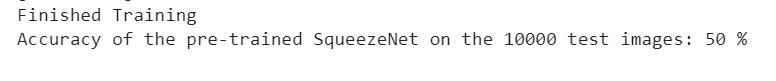 Finished Training
Accuracy of the pre-trained SqueezeNet on the 10000 test images: 50 %